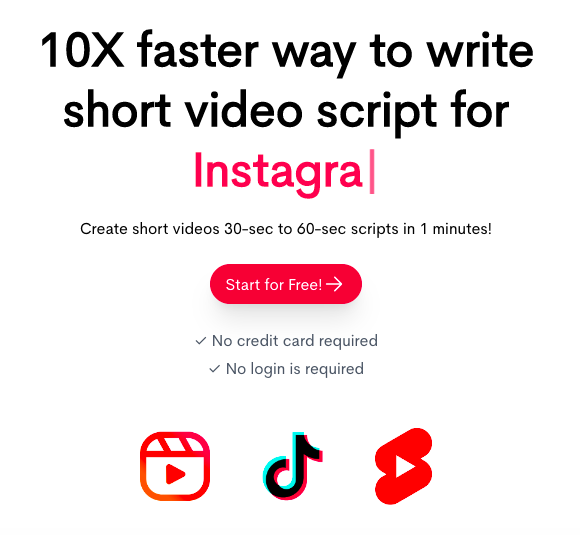 10X faster way to write
short video script for
Instagra
Create short videos 30-sec to 60-sec scripts in 1 minutes!
Start for Free! →
✓ No credit card required
✓ No login is required